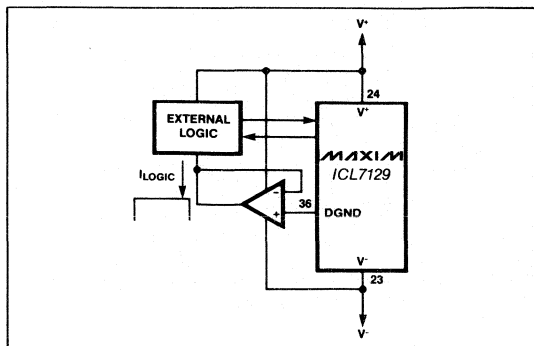 V+
24
V+
EXTERNAL
LOGIC
MAXIM
ICL7129
ILOGIC
−
+
36
DGND
V−
23
V−